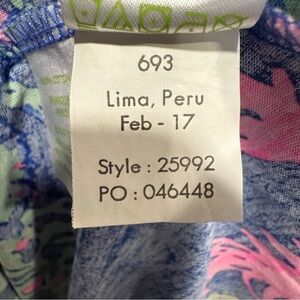 693
Lima, Peru
Feb - 17
Style : 25992
PO : 046448